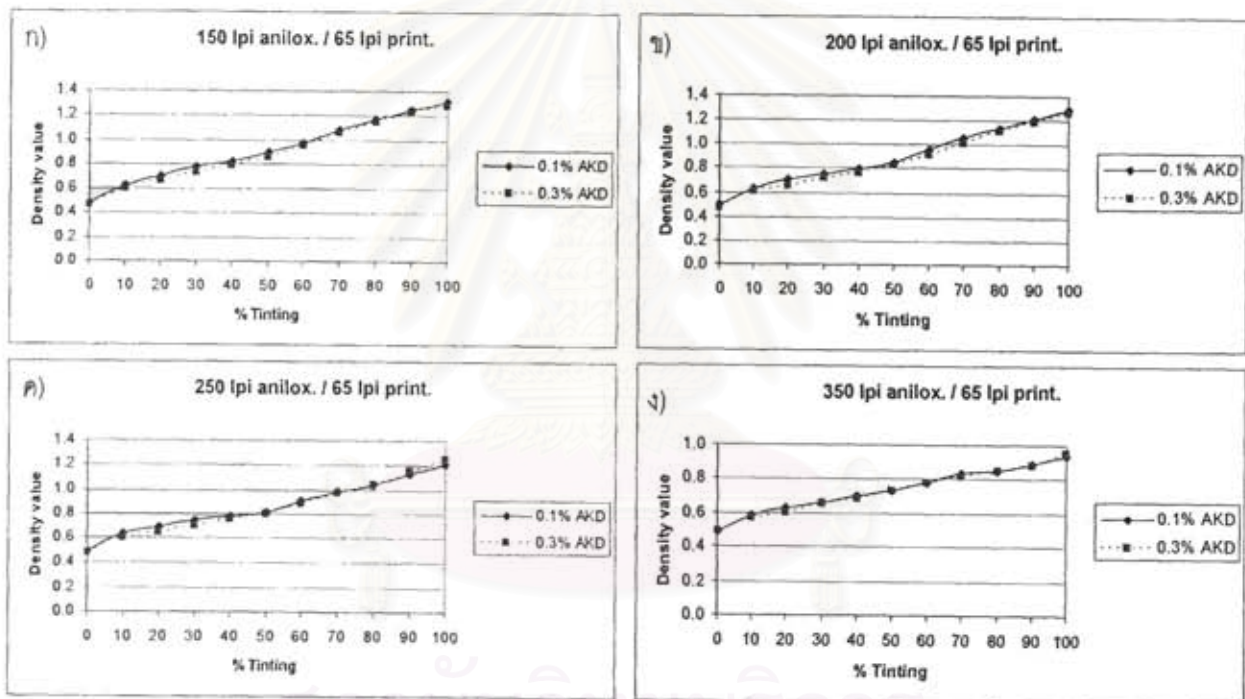 ก) 150 lpi anilox. / 65 lpi print.
Density value
1.4
1.2
1.0
0.8
0.6
0.4
0.2
0.0
0 10 20 30 40 50 60 70 80 90 100
% Tinting
0.1% AKD
0.3% AKD
ข) 200 lpi anilox. / 65 lpi print.
Density value
1.4
1.2
1.0
0.8
0.6
0.4
0.2
0.0
0 10 20 30 40 50 60 70 80 90 100
% Tinting
0.1% AKD
0.3% AKD
ค) 250 lpi anilox. / 65 lpi print.
Density value
1.4
1.2
1.0
0.8
0.6
0.4
0.2
0.0
0 10 20 30 40 50 60 70 80 90 100
% Tinting
0.1% AKD
0.3% AKD
ง) 350 lpi anilox. / 65 lpi print.
Density value
1.0
0.8
0.6
0.4
0.2
0.0
0 10 20 30 40 50 60 70 80 90 100
% Tinting
0.1% AKD
0.3% AKD